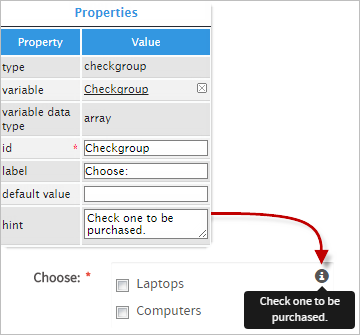 Properties
Property Value
type checkgroup
variable Checkgroup
variable data type array
id * Checkgroup
label Choose:
default value
hint Check one to be purchased.
Choose: *
Laptops
Computers
Check one to be
purchased.